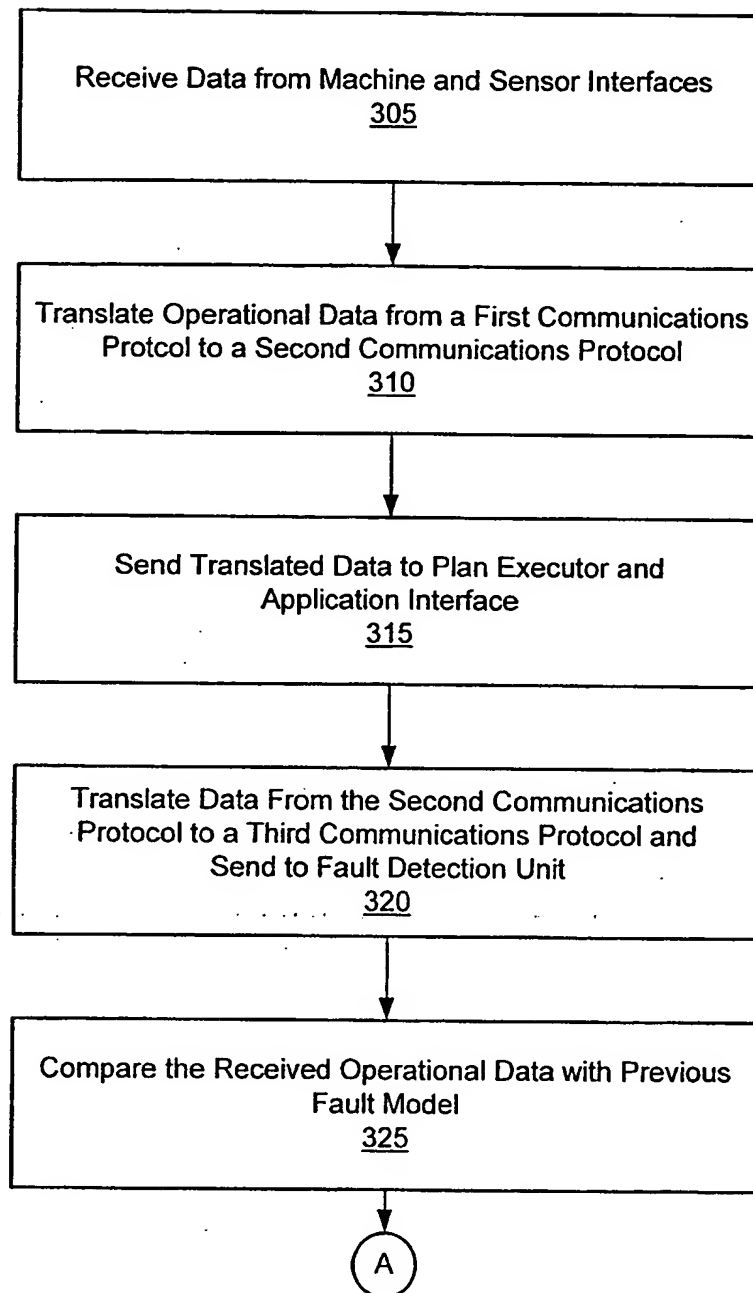 Receive Data from Machine and Sensor Interfaces
305
Translate Operational Data from a First Communications
Protcol to a Second Communications Protocol
310
Send Translated Data to Plan Executor and
Application Interface
315
Translate Data From the Second Communications
Protocol to a Third Communications Protocol and
Send to Fault Detection Unit
320
Compare the Received Operational Data with Previous
Fault Model
325
A